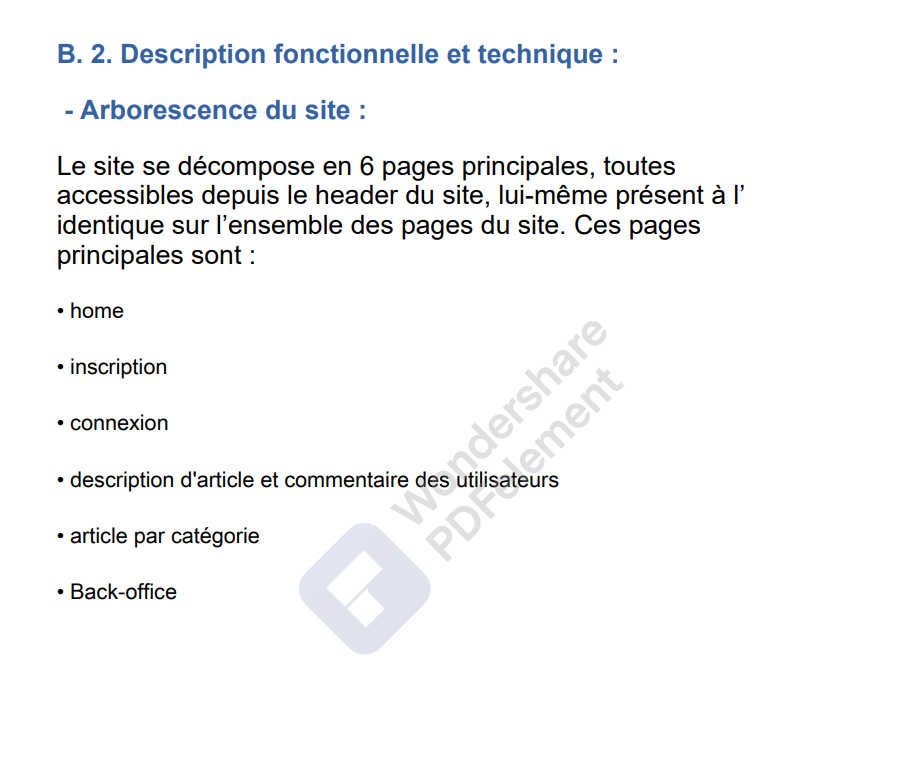 B. 2. Description fonctionnelle et technique :
- Arborescence du site :
Le site se décompose en 6 pages principales, toutes
accessibles depuis le header du site, lui-même présent à l’
identique sur l’ensemble des pages du site. Ces pages
principales sont :
• home
• inscription
• connexion
• description d'article et commentaire des utilisateurs
• article par catégorie
• Back-office
Wondershare
PDFelement